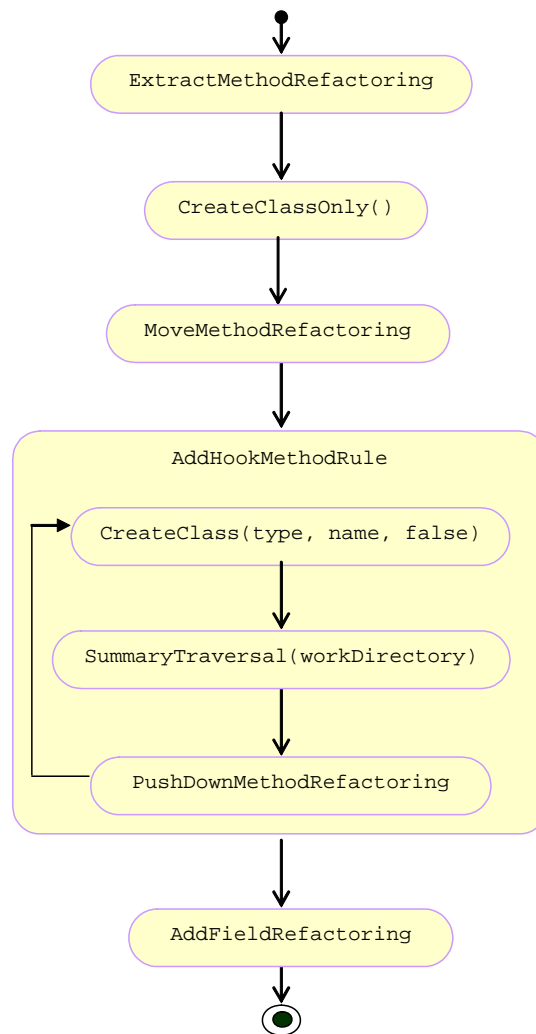 ExtractMethodRefactoring
CreateClassOnly()
MoveMethodRefactoring
AddHookMethodRule
CreateClass(type, name, false)
SummaryTraversal(workDirectory)
PushDownMethodRefactoring
AddFieldRefactoring